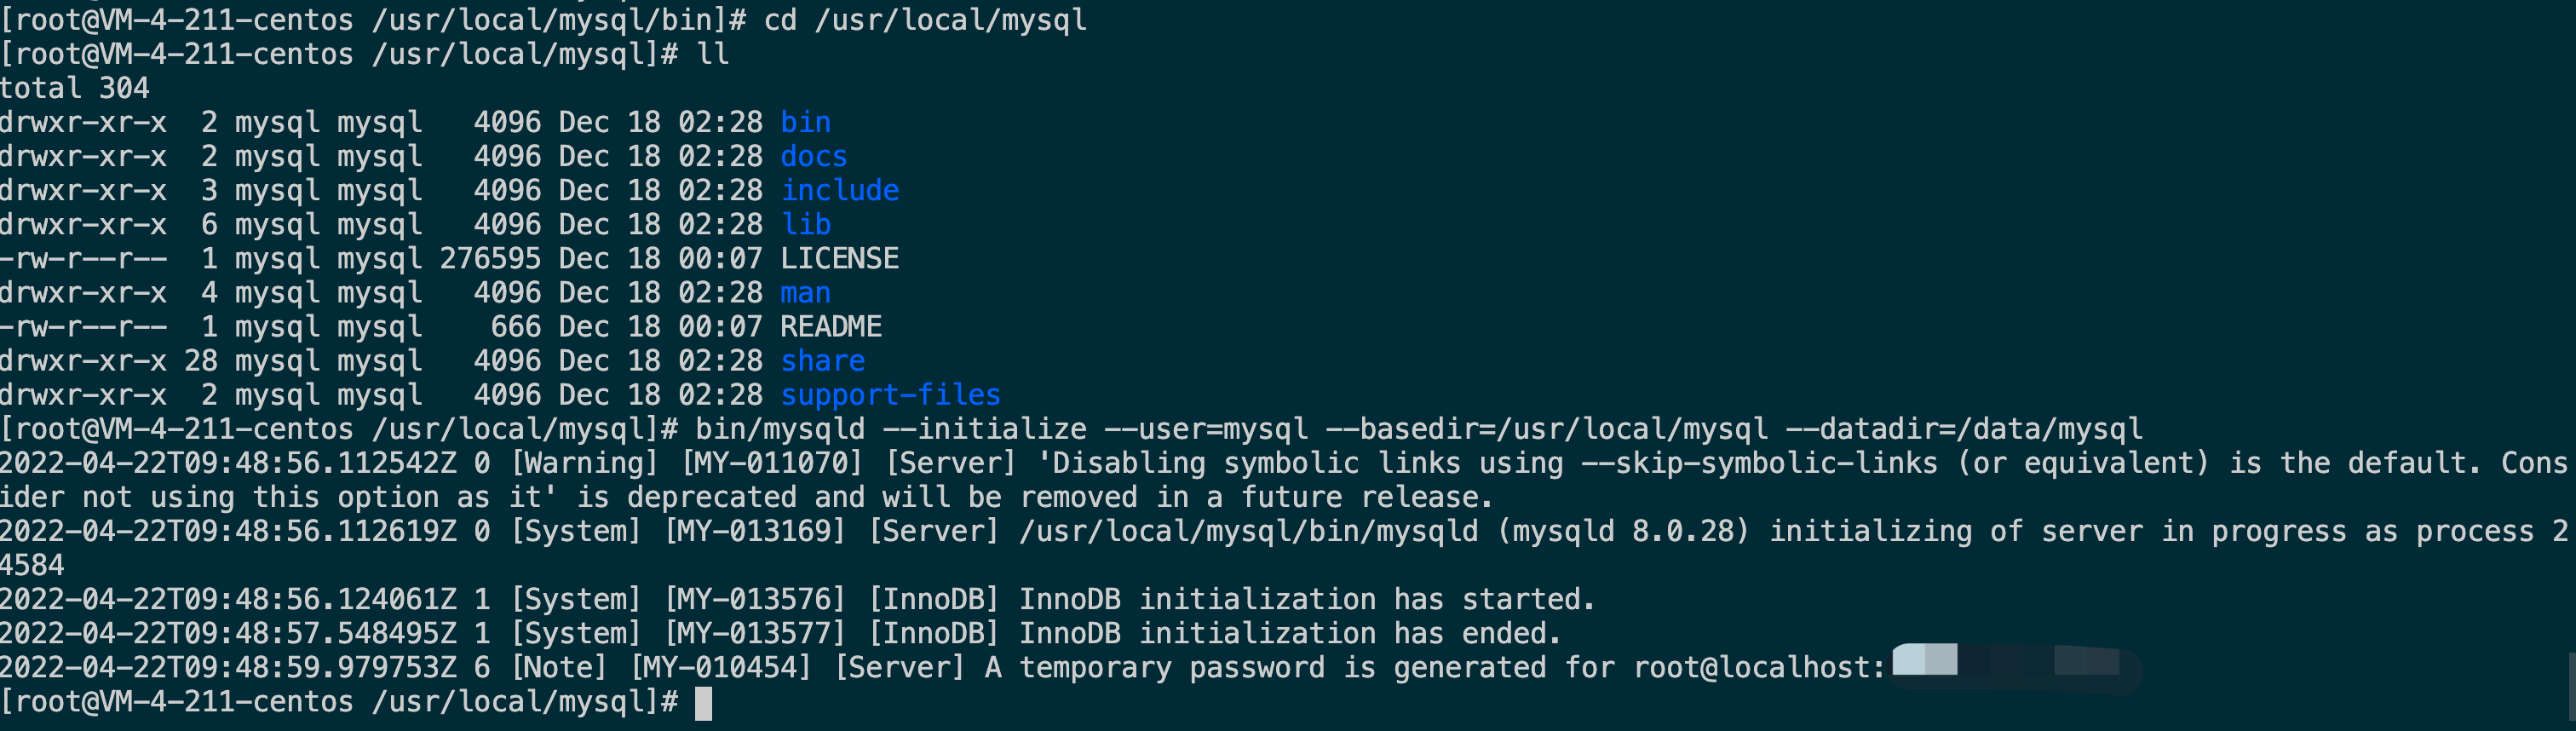 [root@VM-4-211-centos /usr/local/mysql/bin]# cd /usr/local/mysql
[root@VM-4-211-centos /usr/local/mysql]# ll
total 304
drwxr-xr-x  2 mysql mysql   4096 Dec 18 02:28 bin
drwxr-xr-x  2 mysql mysql   4096 Dec 18 02:28 docs
drwxr-xr-x  3 mysql mysql   4096 Dec 18 02:28 include
drwxr-xr-x  6 mysql mysql   4096 Dec 18 02:28 lib
-rw-r--r--  1 mysql mysql 276595 Dec 18 00:07 LICENSE
drwxr-xr-x  4 mysql mysql   4096 Dec 18 02:28 man
-rw-r--r--  1 mysql mysql    666 Dec 18 00:07 README
drwxr-xr-x 28 mysql mysql   4096 Dec 18 02:28 share
drwxr-xr-x  2 mysql mysql   4096 Dec 18 02:28 support-files
[root@VM-4-211-centos /usr/local/mysql]# bin/mysqld --initialize --user=mysql --basedir=/usr/local/mysql --datadir=/data/mysql
2022-04-22T09:48:56.112542Z 0 [Warning] [MY-011070] [Server] 'Disabling symbolic links using --skip-symbolic-links (or equivalent) is the default. Cons
ider not using this option as it' is deprecated and will be removed in a future release.
2022-04-22T09:48:56.112619Z 0 [System] [MY-013169] [Server] /usr/local/mysql/bin/mysqld (mysqld 8.0.28) initializing of server in progress as process 2
4584
2022-04-22T09:48:56.124061Z 1 [System] [MY-013576] [InnoDB] InnoDB initialization has started.
2022-04-22T09:48:57.548495Z 1 [System] [MY-013577] [InnoDB] InnoDB initialization has ended.
2022-04-22T09:48:59.979753Z 6 [Note] [MY-010454] [Server] A temporary password is generated for root@localhost:
[root@VM-4-211-centos /usr/local/mysql]#